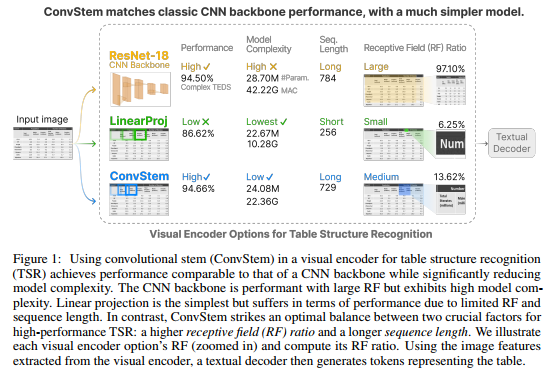 ConvStem matches classic CNN backbone performance, with a much simpler model.
Performance Model Complexity Seq. Length Receptive Field (RF) Ratio
ResNet-18 High ✓ High ✕ Long Large 97.10%
CNN Backbone 94.50% 28.70M #Param. 784
Complex TEDS 42.22G MAC
Input image
LinearProj Low ✕ Lowest ✓ Short Small 6.25%
86.62% 22.67M 256
10.28G
Num
Textual Decoder
ConvStem High ✓ Low ✓ Long Medium 13.62%
94.66% 24.08M 729
22.36G
Number
Visual Encoder Options for Table Structure Recognition
Figure 1: Using convolutional stem (ConvStem) in a visual encoder for table structure recognition
(TSR) achieves performance comparable to that of a CNN backbone while significantly reducing
model complexity. The CNN backbone is performant with large RF but exhibits high model com-
plexity. Linear projection is the simplest but suffers in terms of performance due to limited RF and
sequence length. In contrast, ConvStem strikes an optimal balance between two crucial factors for
high-performance TSR: a higher receptive field (RF) ratio and a longer sequence length. We illustrate
each visual encoder option's RF (zoomed in) and compute its RF ratio. Using the image features
extracted from the visual encoder, a textual decoder then generates tokens representing the table.